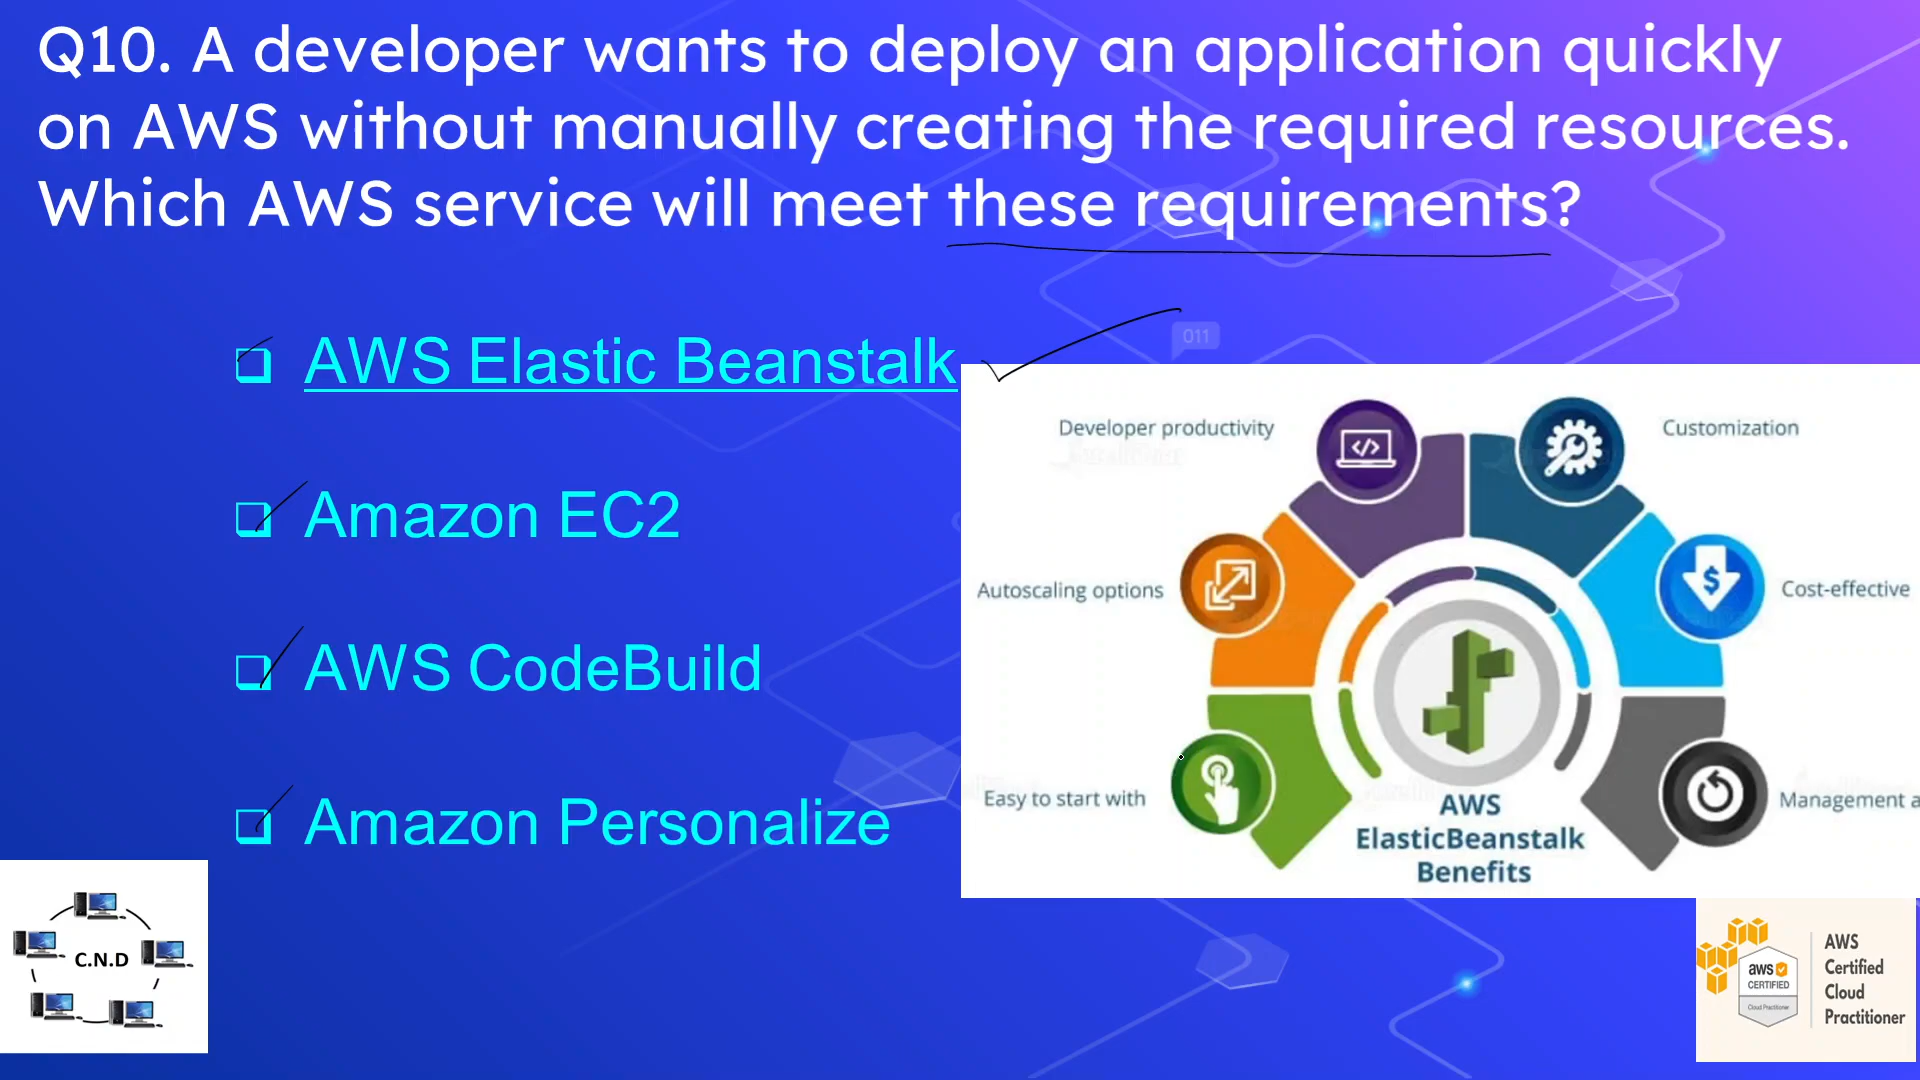 Q10. A developer wants to deploy an application quickly
on AWS without manually creating the required resources.
Which AWS service will meet these requirements?
011
❑ AWS Elastic Beanstalk
❑ Amazon EC2
❑ AWS CodeBuild
❑ Amazon Personalize
Developer productivity
Customization
</>
Autoscaling options
$
Cost-effective
Easy to start with
Management a
AWS
ElasticBeanstalk
Benefits
C.N.D
aws
CERTIFIED
Cloud Practitioner
AWS
Certified
Cloud
Practitioner